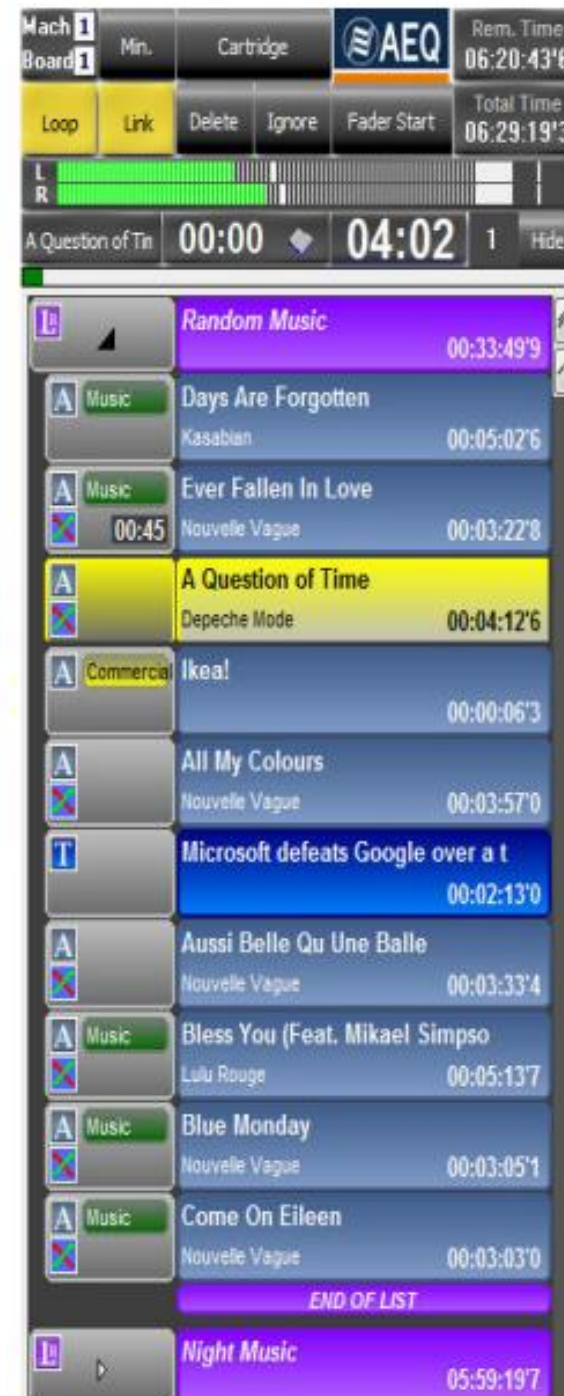 Mach 1
Board 1
Min.
Cartridge
AEQ
Rem. Time
06:20:43'6
Loop
Link
Delete
Ignore
Fader Start
Total Time
06:29:19'3
L
R
A Question of Tin
00:00
04:02
1
Hide
Random Music
00:33:49'9
A Music
Days Are Forgotten
Kasabian
00:05:02'6
A Music
Ever Fallen In Love
00:45
Nouvelle Vague
00:03:22'8
A
A Question of Time
Depeche Mode
00:04:12'6
A Commercial
Ikea!
00:00:06'3
A
All My Colours
Nouvelle Vague
00:03:57'0
T
Microsoft defeats Google over a t
00:02:13'0
A
Aussi Belle Qu Une Balle
Nouvelle Vague
00:03:33'4
A Music
Bless You (Feat. Mikael Simpso
Lulu Rouge
00:05:13'7
A Music
Blue Monday
Nouvelle Vague
00:03:05'1
A Music
Come On Eileen
Nouvelle Vague
00:03:03'0
END OF LIST
Night Music
05:59:19'7